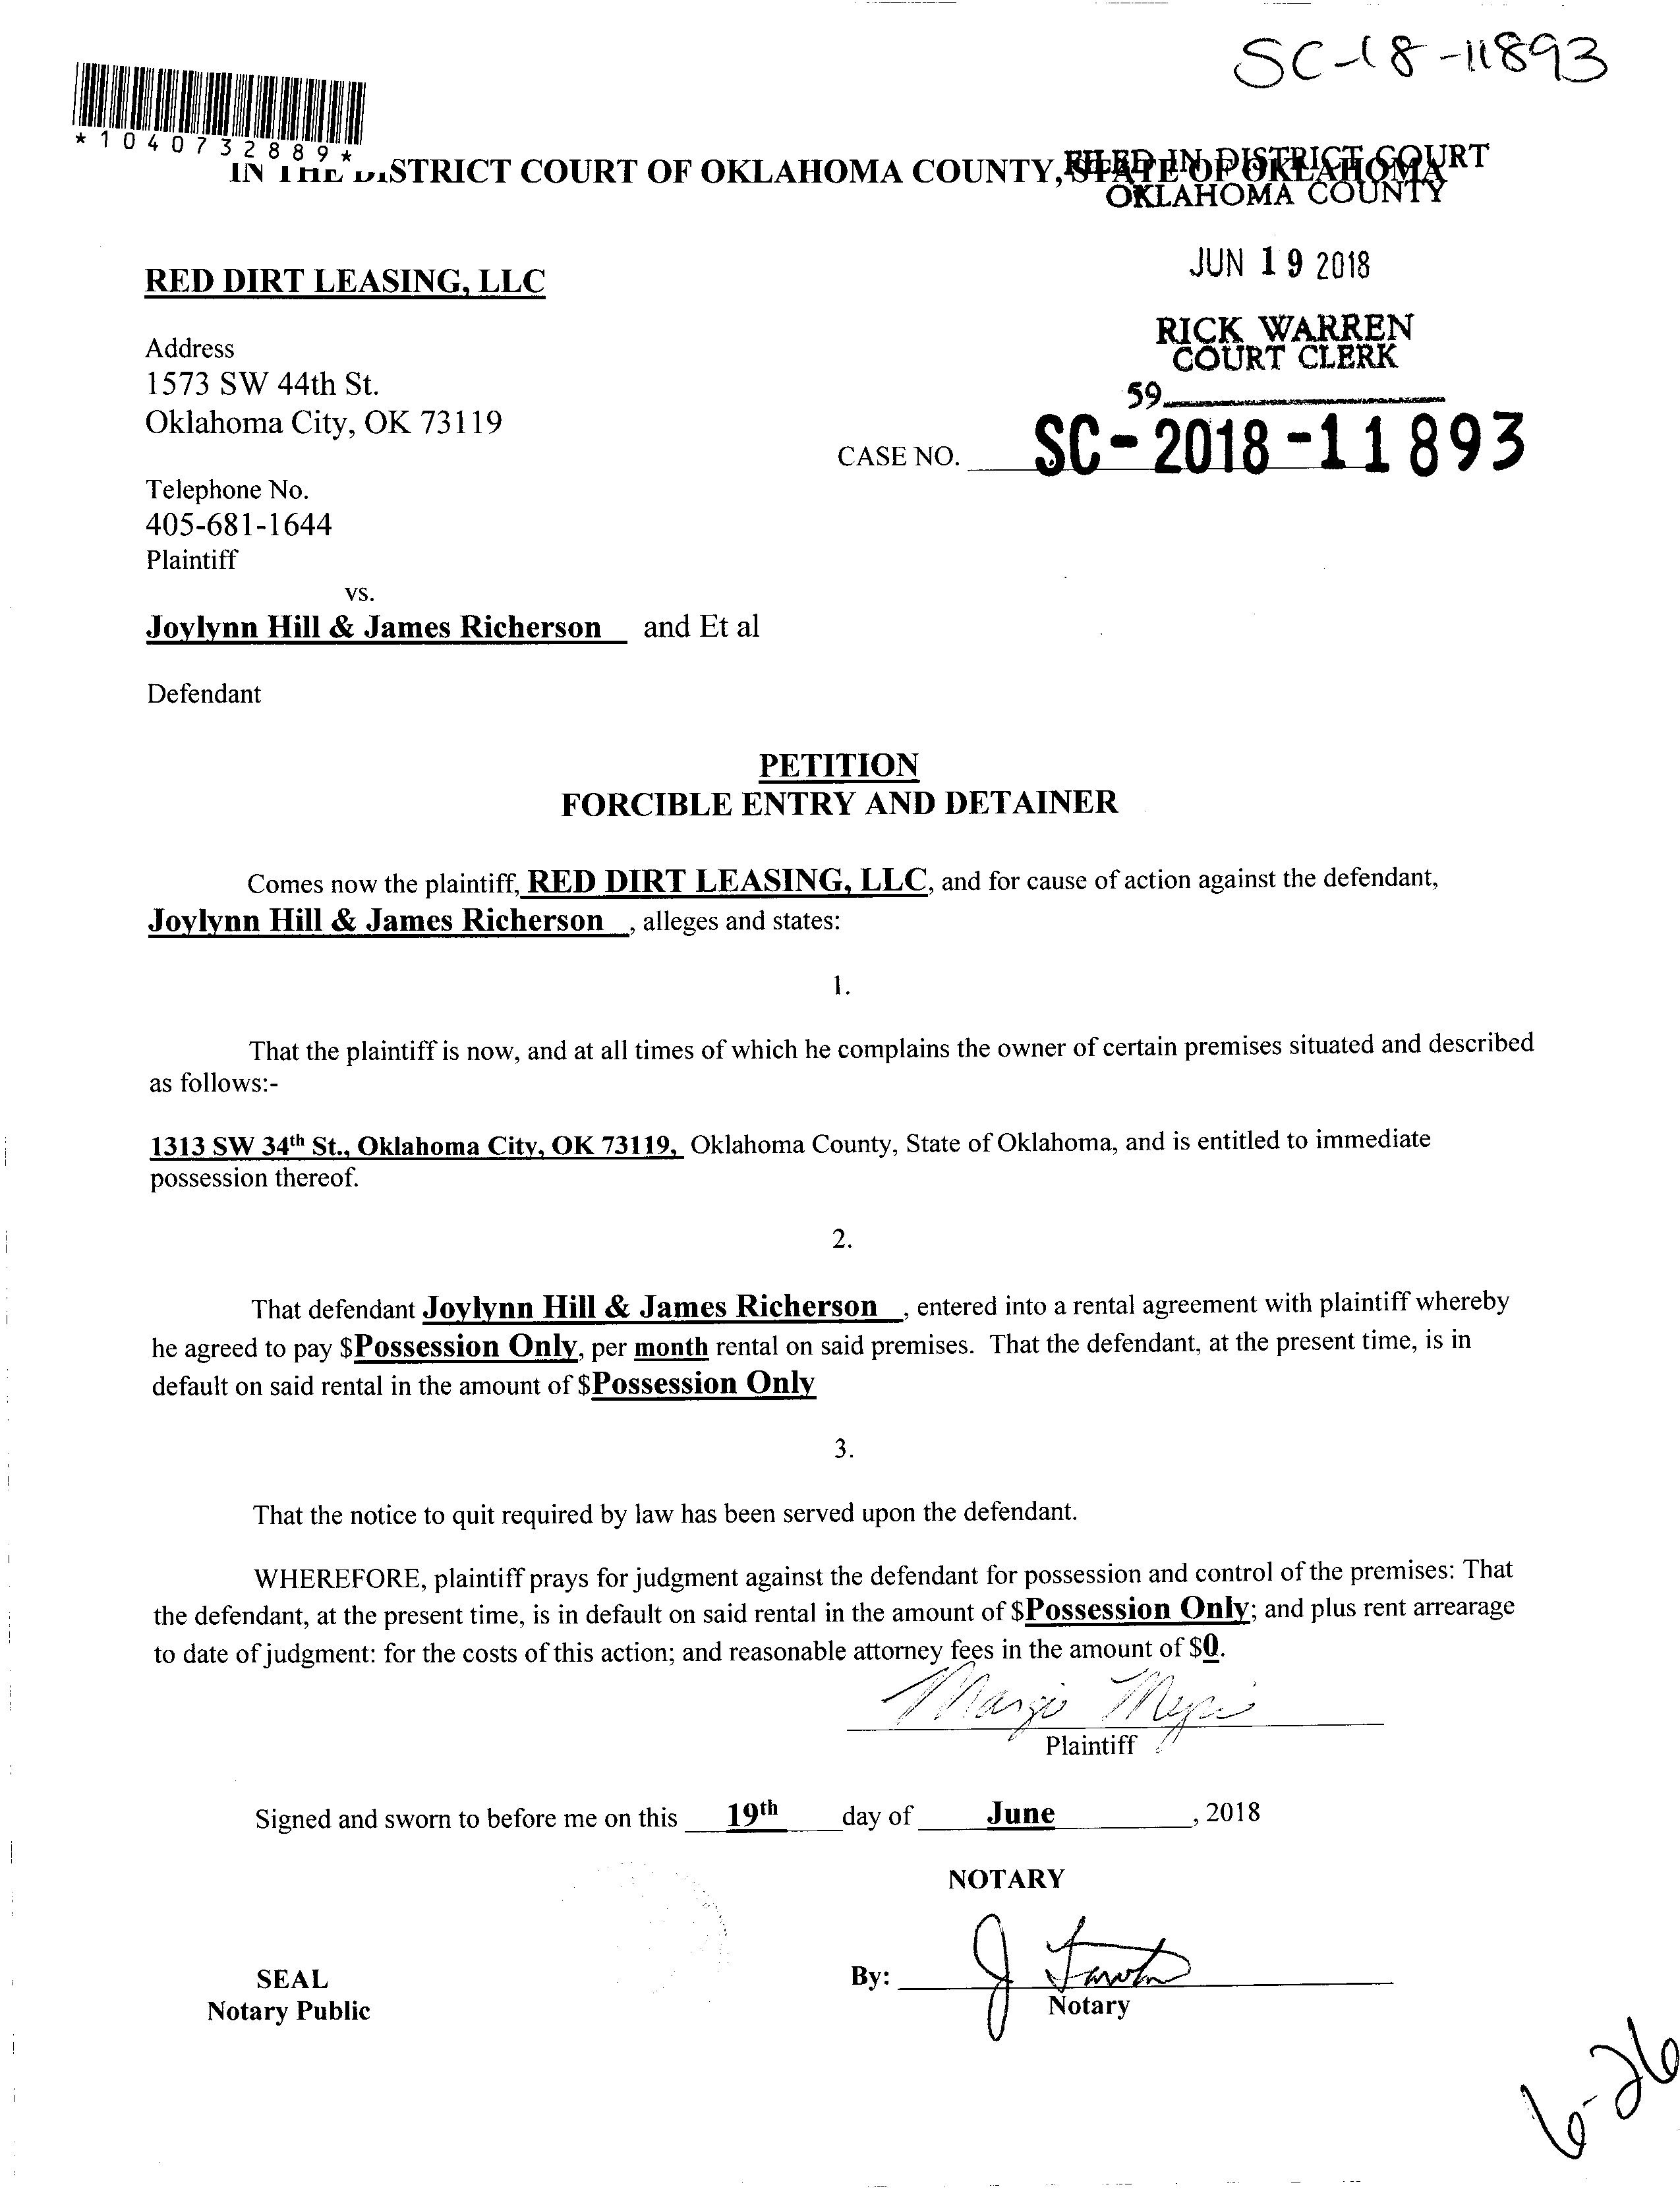 SC-18-11893
*1040732889*
IN THE DISTRICT COURT OF OKLAHOMA COUNTY, STATE OF OKLAHOMA
FILED IN DISTRICT COURT
OKLAHOMA COUNTY
JUN 19 2018
RICK WARREN
COURT CLERK
59
RED DIRT LEASING, LLC
Address
1573 SW 44th St.
Oklahoma City, OK 73119
CASE NO. SC-2018-11893
Telephone No.
405-681-1644
Plaintiff
vs.
Joylynn Hill & James Richerson and Et al
Defendant
PETITION
FORCIBLE ENTRY AND DETAINER
Comes now the plaintiff, RED DIRT LEASING, LLC, and for cause of action against the defendant,
Joylynn Hill & James Richerson , alleges and states:
1.
That the plaintiff is now, and at all times of which he complains the owner of certain premises situated and described
as follows:-
1313 SW 34th St., Oklahoma City, OK 73119, Oklahoma County, State of Oklahoma, and is entitled to immediate
possession thereof.
2.
That defendant Joylynn Hill & James Richerson , entered into a rental agreement with plaintiff whereby
he agreed to pay $Possession Only, per month rental on said premises. That the defendant, at the present time, is in
default on said rental in the amount of $Possession Only
3.
That the notice to quit required by law has been served upon the defendant.
WHEREFORE, plaintiff prays for judgment against the defendant for possession and control of the premises: That
the defendant, at the present time, is in default on said rental in the amount of $Possession Only; and plus rent arrearage
to date of judgment: for the costs of this action; and reasonable attorney fees in the amount of $0.
Plaintiff
Signed and sworn to before me on this 19th day of June , 2018
NOTARY
SEAL
Notary Public
By:
Notary
6-26